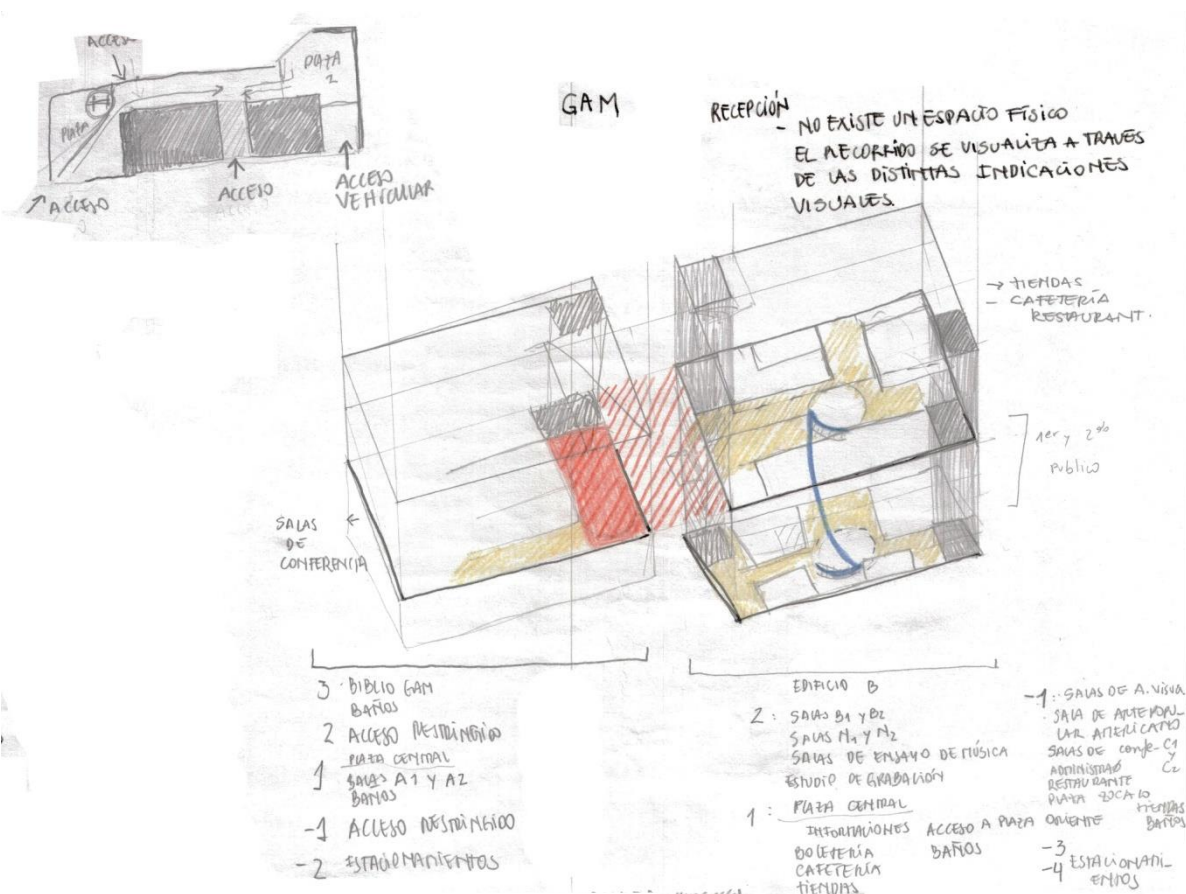 ACCESO
PLAZA
2
PLAZA
ACCESO
ACCESO
ACCESO
VEHICULAR
GAM
RECEPCIÓN
- NO EXISTE UN ESPACIO FÍSICO
EL RECORRIDO SE VISUALIZA A TRAVES
DE LAS DISTINTAS INDICACIONES
VISUALES.
→ TIENDAS
- CAFETERÍA
RESTAURANT.
1er y 2do
Publico
SALAS
DE
CONFERENCIA
3 · BIBLIO GAM
BAÑOS
2 ACCESO RESTRINGIDO
1 PLAZA CENTRAL
SALAS A1 Y A2
BAÑOS
-1 ACCESO RESTRINGIDO
-2 ESTACIONAMIENTOS
EDIFICIO B
2: SALAS B1 Y B2
SALAS N1 Y N2
SALAS DE ENSAYO DE MÚSICA
ESTUDIO DE GRABACIÓN
1: PLAZA CENTRAL
INFORMACIONES ACCESO A PLAZA ORIENTE
BOLETERÍA BAÑOS
CAFETERÍA
TIENDAS
-1: · SALAS DE A. VISUA
· SALA DE ARTE POPU-
LAR AMERICANO
SALAS DE confe- C1
y
ADMINISTRAÓ C2
RESTAURANTE
PLAZA ZOCALO
TIENDAS
BAÑOS
-3
-4 ESTACIONAMI-
ENTOS